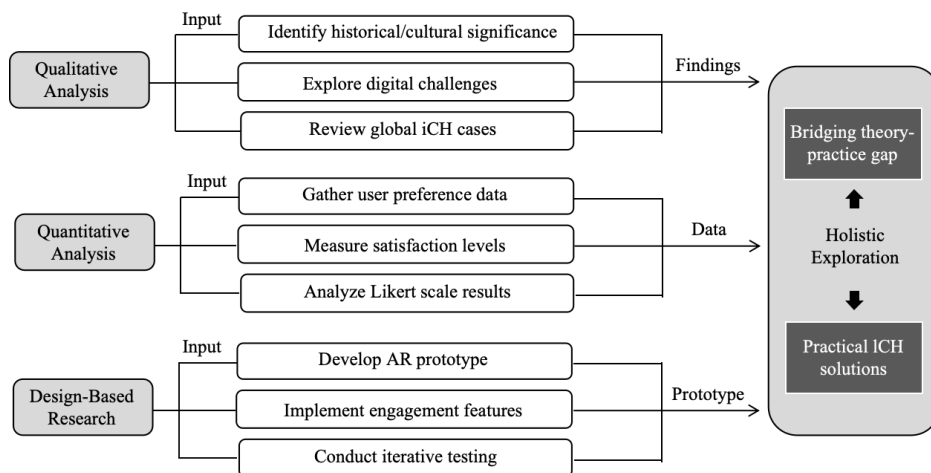 Input
Identify historical/cultural significance
Qualitative
Analysis
Explore digital challenges
Findings
Review global iCH cases
Input
Gather user preference data
Quantitative
Analysis
Measure satisfaction levels
Data
Analyze Likert scale results
Input
Develop AR prototype
Design-Based
Research
Implement engagement features
Prototype
Conduct iterative testing
Bridging theory-
practice gap
Holistic
Exploration
Practical lCH
solutions